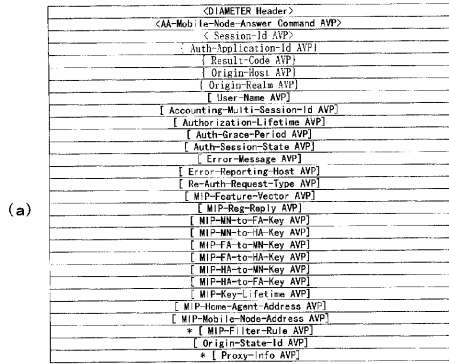 <DIAMETER Header>
<AA-Mobile-Node-Answer Command AVP>
< Session-Id AVP>
{ Auth-Application-Id AVP}
{ Result-Code AVP}
{ Origin-Host AVP}
{ Origin-Realm AVP}
[ User-Name AVP]
[ Accounting-Multi-Session-Id AVP]
[ Authorization-Lifetime AVP]
[ Auth-Grace-Period AVP]
[ Auth-Session-State AVP]
[ Error-Message AVP]
[ Error-Reporting-Host AVP]
[ Re-Auth-Request-Type AVP]
[ MIP-Feature-Vector AVP]
(a)
[ MIP-Reg-Reply AVP]
[ MIP-MN-to-FA-Key AVP]
[ MIP-MN-to-HA-Key AVP]
[ MIP-FA-to-MN-Key AVP]
[ MIP-FA-to-HA-Key AVP]
[ MIP-HA-to-MN-Key AVP]
[ MIP-HA-to-FA-Key AVP]
[ MIP-Key-Lifetime AVP]
[ MIP-Home-Agent-Address AVP]
[ MIP-Mobile-Node-Address AVP]
* [ MIP-Filter-Rule AVP]
[ Origin-State-Id AVP]
* [ Proxy-Info AVP]